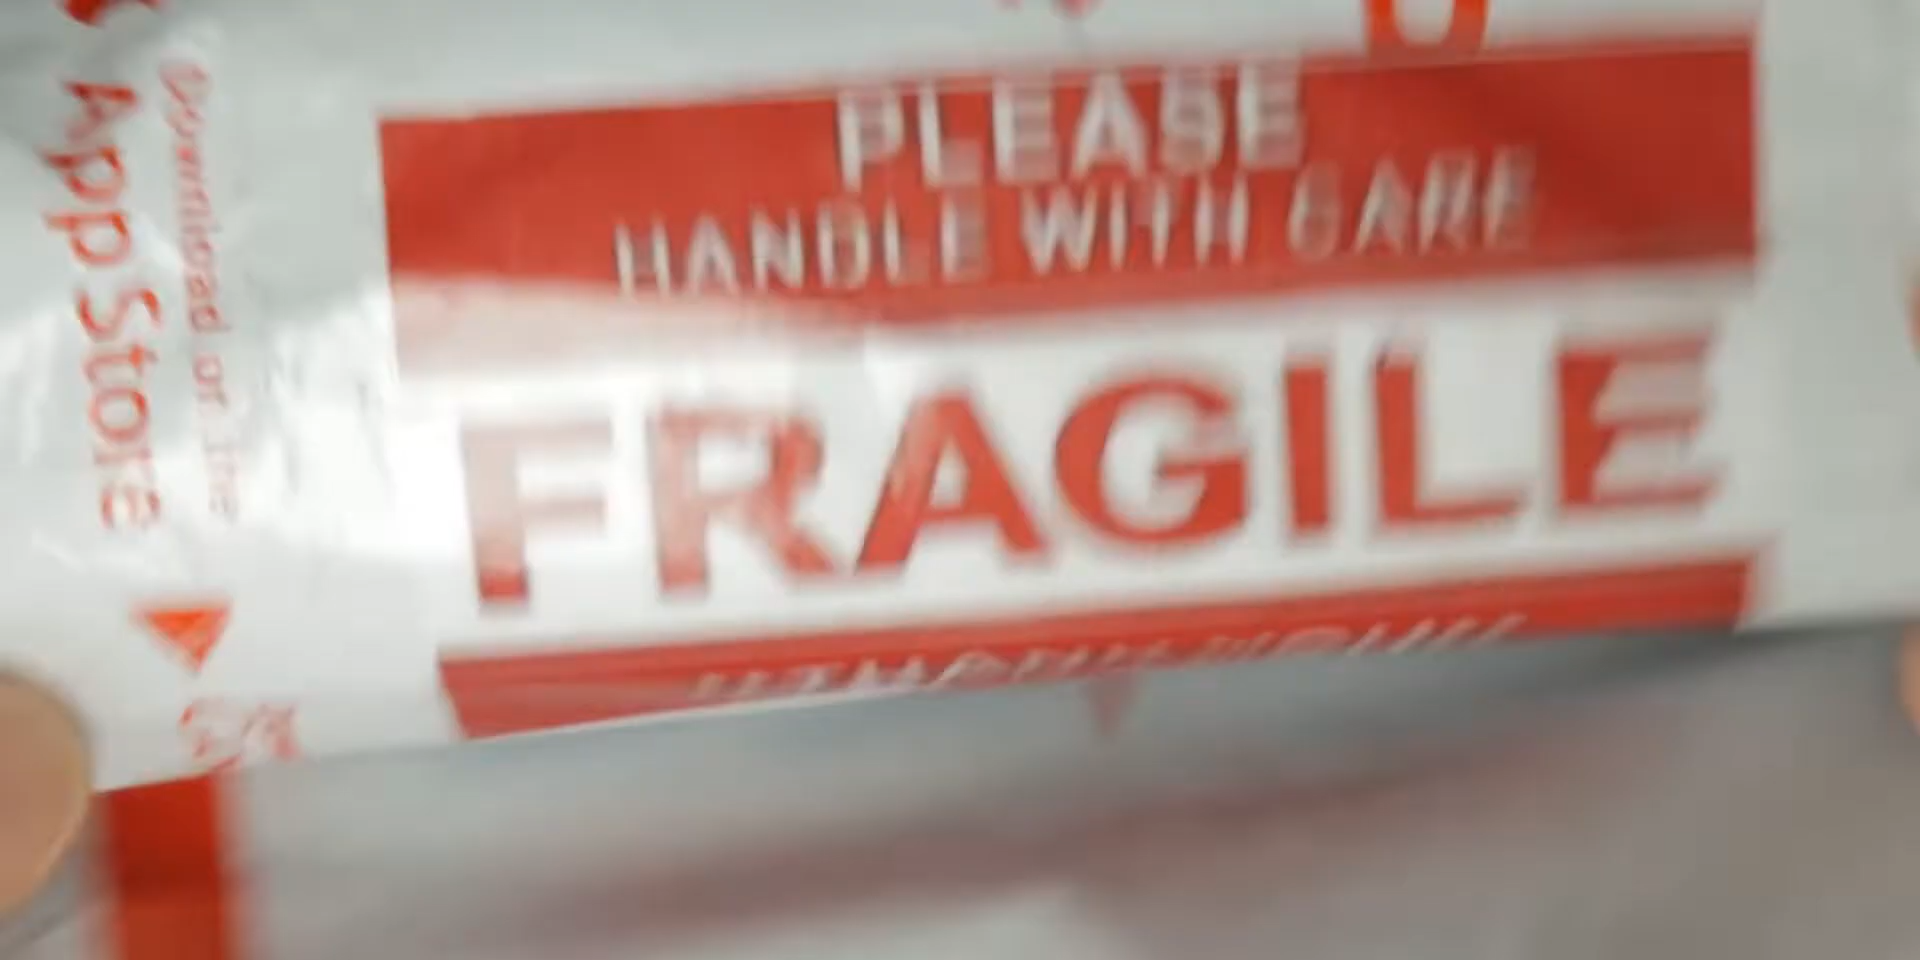 PLEASE
HANDLE WITH CARE
FRAGILE
Download on the
App Store